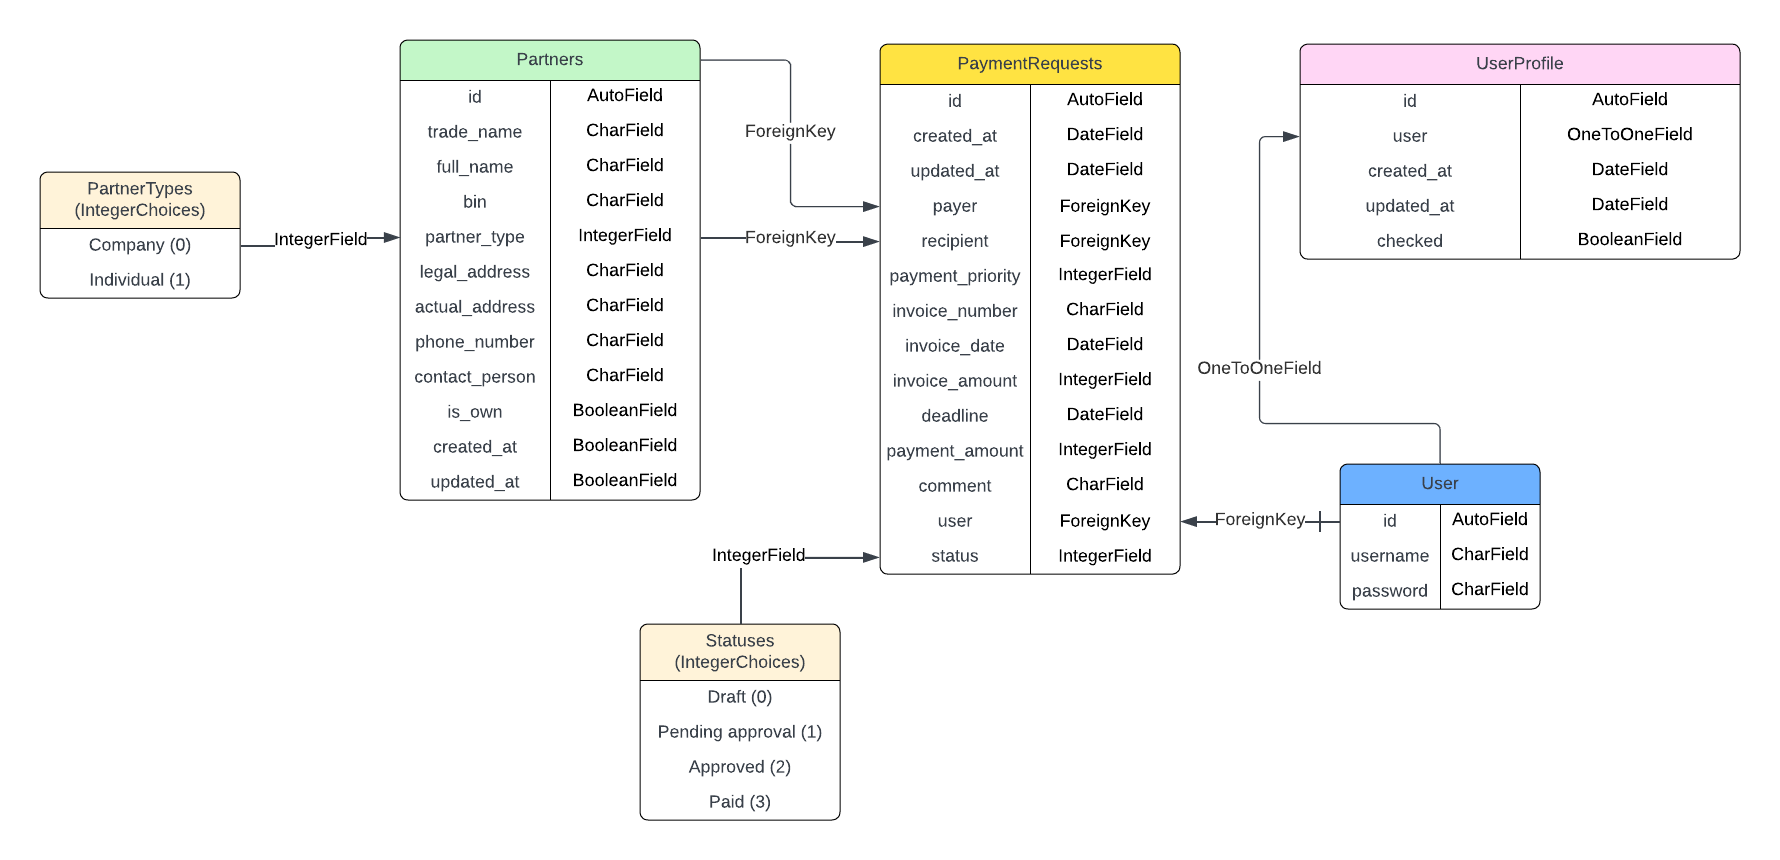 PartnerTypes
(IntegerChoices)
Company (0)
Individual (1)
IntegerField
Partners
id AutoField
trade_name CharField
full_name CharField
bin CharField
partner_type IntegerField
legal_address CharField
actual_address CharField
phone_number CharField
contact_person CharField
is_own BooleanField
created_at BooleanField
updated_at BooleanField
ForeignKey
ForeignKey
PaymentRequests
id AutoField
created_at DateField
updated_at DateField
payer ForeignKey
recipient ForeignKey
payment_priority IntegerField
invoice_number CharField
invoice_date DateField
invoice_amount IntegerField
deadline DateField
payment_amount IntegerField
comment CharField
user ForeignKey
status IntegerField
UserProfile
id AutoField
user OneToOneField
created_at DateField
updated_at DateField
checked BooleanField
OneToOneField
User
id AutoField
username CharField
password CharField
ForeignKey
IntegerField
Statuses
(IntegerChoices)
Draft (0)
Pending approval (1)
Approved (2)
Paid (3)